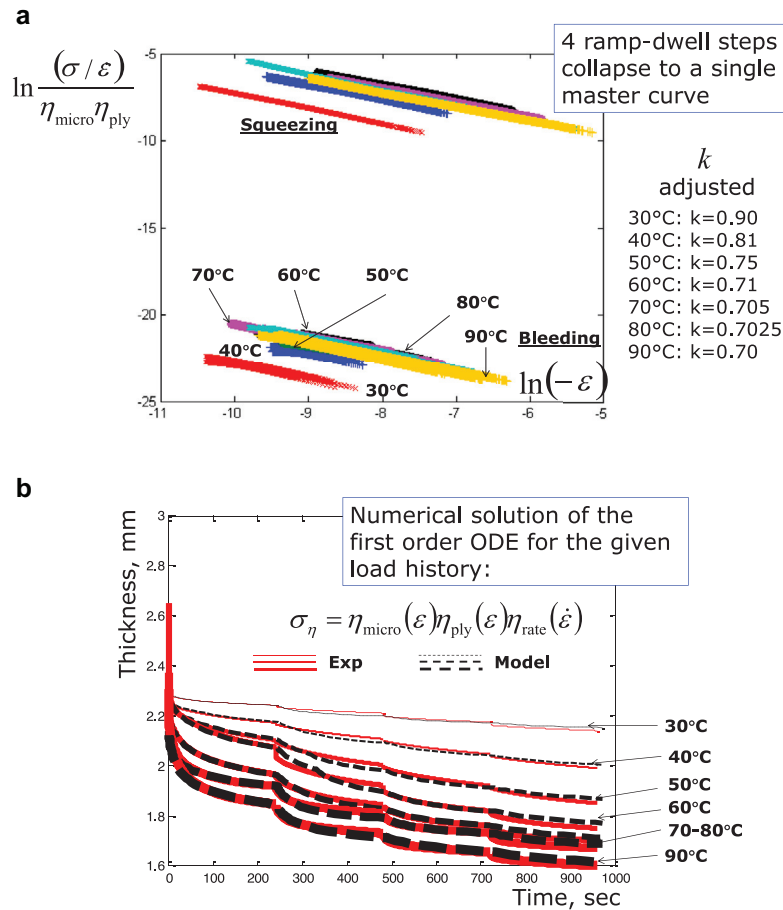 a
ln (σ/ε) / η_micro η_ply
4 ramp-dwell steps
collapse to a single
master curve
-5
-10
-15
-20
-25
Squeezing
k
adjusted
30°C: k=0.90
40°C: k=0.81
50°C: k=0.75
60°C: k=0.71
70°C: k=0.705
80°C: k=0.7025
90°C: k=0.70
70°C
60°C
50°C
80°C
90°C
Bleeding
40°C
30°C
ln(−ε)
-11
-10
-9
-8
-7
-6
-5
b
Thickness, mm
Numerical solution of the
first order ODE for the given
load history:
σ_η = η_micro(ε)η_ply(ε)η_rate(ε̇)
Exp
Model
3
2.8
2.6
2.4
2.2
2
1.8
1.6
30°C
40°C
50°C
60°C
70-80°C
90°C
0
100
200
300
400
500
600
700
800
900
1000
Time, sec